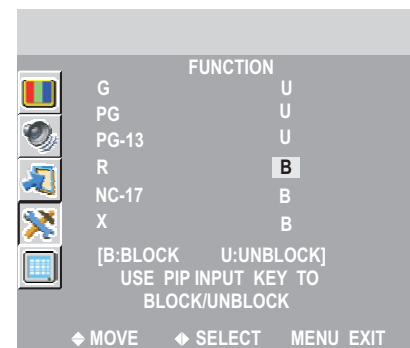 FUNCTION
G U
PG U
PG-13 U
R B
NC-17 B
X B
[B:BLOCK U:UNBLOCK]
USE PIP INPUT KEY TO
BLOCK/UNBLOCK
MOVE SELECT MENU EXIT